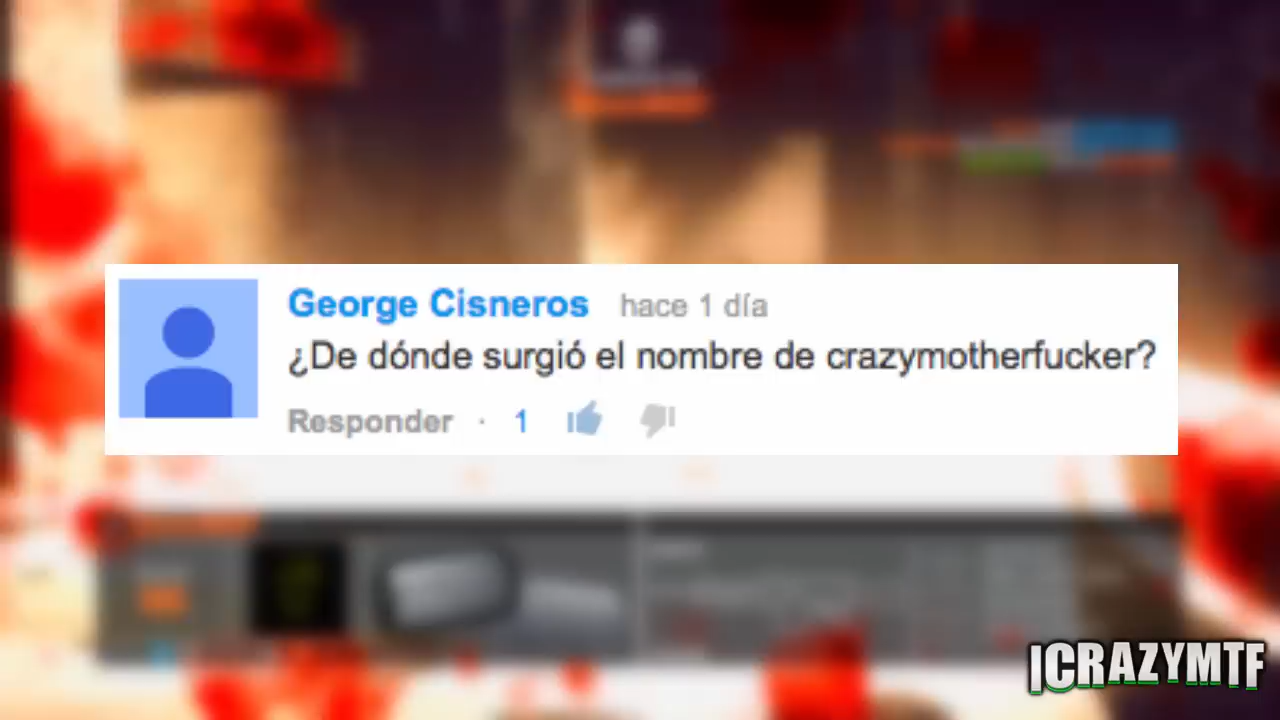 George Cisneros hace 1 día
¿De dónde surgió el nombre de crazymotherfucker?
Responder · 1
ICRAZYMTF